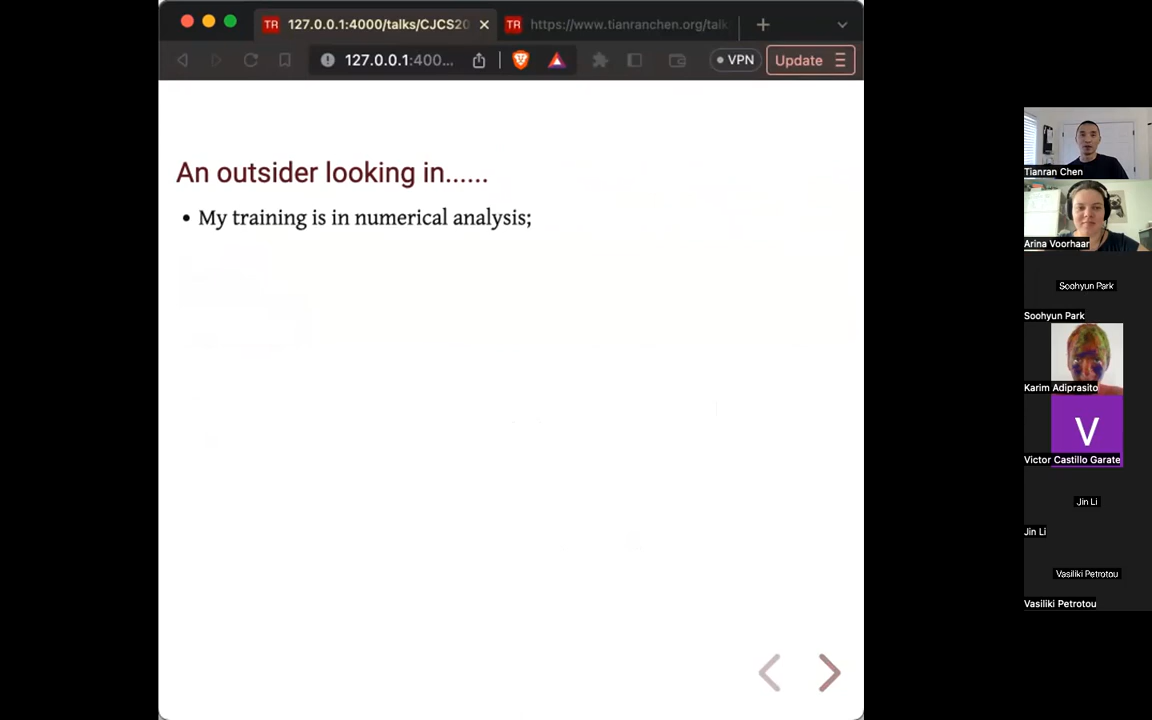 TR 127.0.0.1:4000/talks/CJCS20
TR https://www.tianranchen.org/talk
127.0.0.1:400...
VPN
Update
An outsider looking in......
• My training is in numerical analysis;
Tianran Chen
Arina Voorhaar
Soohyun Park
Soohyun Park
Karim Adiprasito
V
Victor Castillo Garate
Jin Li
Jin Li
Vasiliki Petrotou
Vasiliki Petrotou